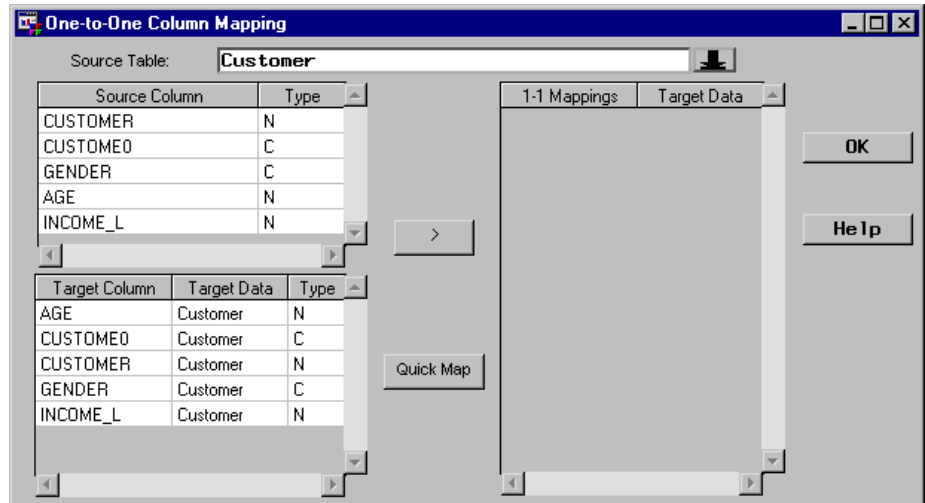 One-to-One Column Mapping
Source Table: Customer
Source Column Type
CUSTOMER N
CUSTOME0 C
GENDER C
AGE N
INCOME_L N
>
Target Column Target Data Type
AGE Customer N
CUSTOME0 Customer C
CUSTOMER Customer N
GENDER Customer C
INCOME_L Customer N
Quick Map
1-1 Mappings Target Data
OK
Help